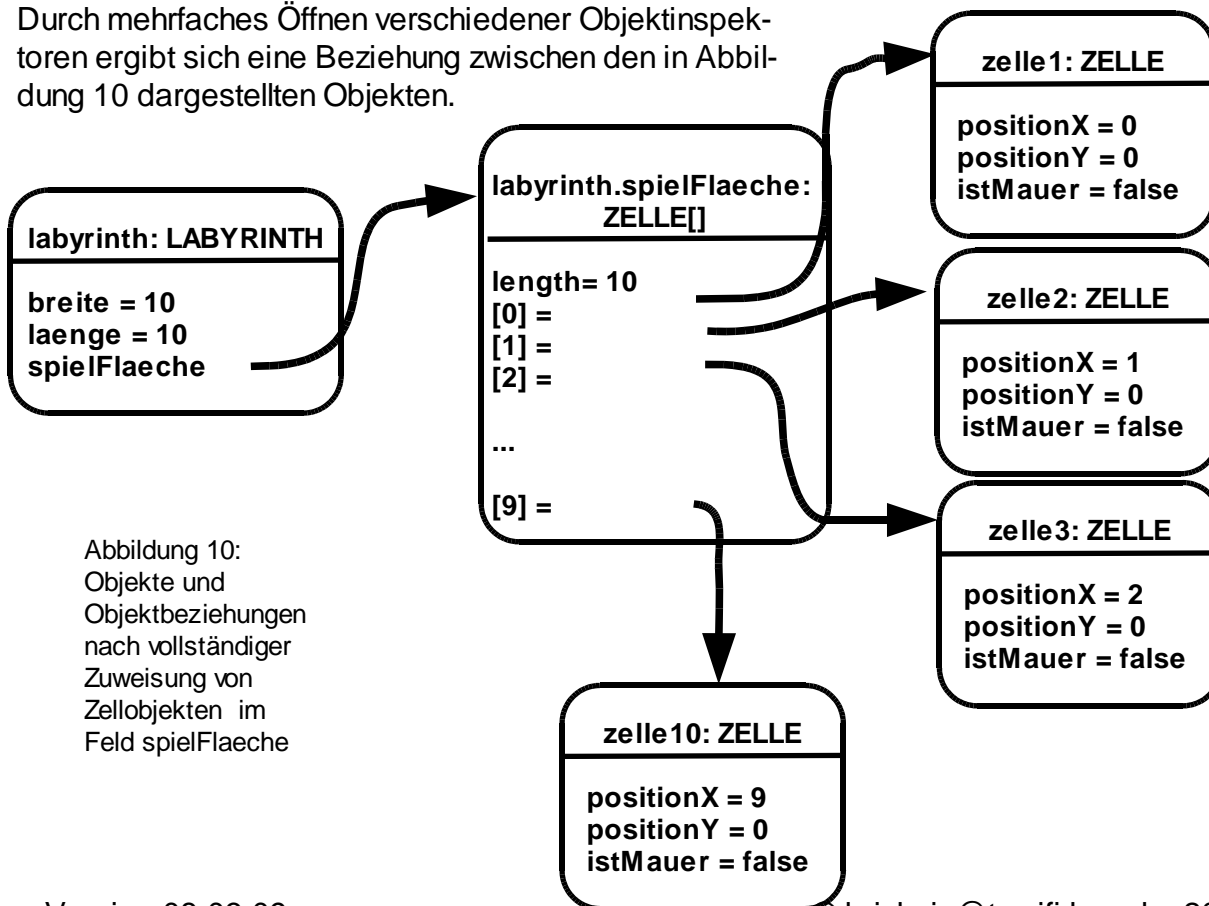 Durch mehrfaches Öffnen verschiedener Objektinspek-
toren ergibt sich eine Beziehung zwischen den in Abbil-
dung 10 dargestellten Objekten.
labyrinth: LABYRINTH
breite = 10
laenge = 10
spielFlaeche
labyrinth.spielFlaeche:
ZELLE[]
length= 10
[0] =
[1] =
[2] =
...
[9] =
zelle1: ZELLE
positionX = 0
positionY = 0
istMauer = false
zelle2: ZELLE
positionX = 1
positionY = 0
istMauer = false
zelle3: ZELLE
positionX = 2
positionY = 0
istMauer = false
Abbildung 10:
Objekte und
Objektbeziehungen
nach vollständiger
Zuweisung von
Zellobjekten im
Feld spielFlaeche
zelle10: ZELLE
positionX = 9
positionY = 0
istMauer = false